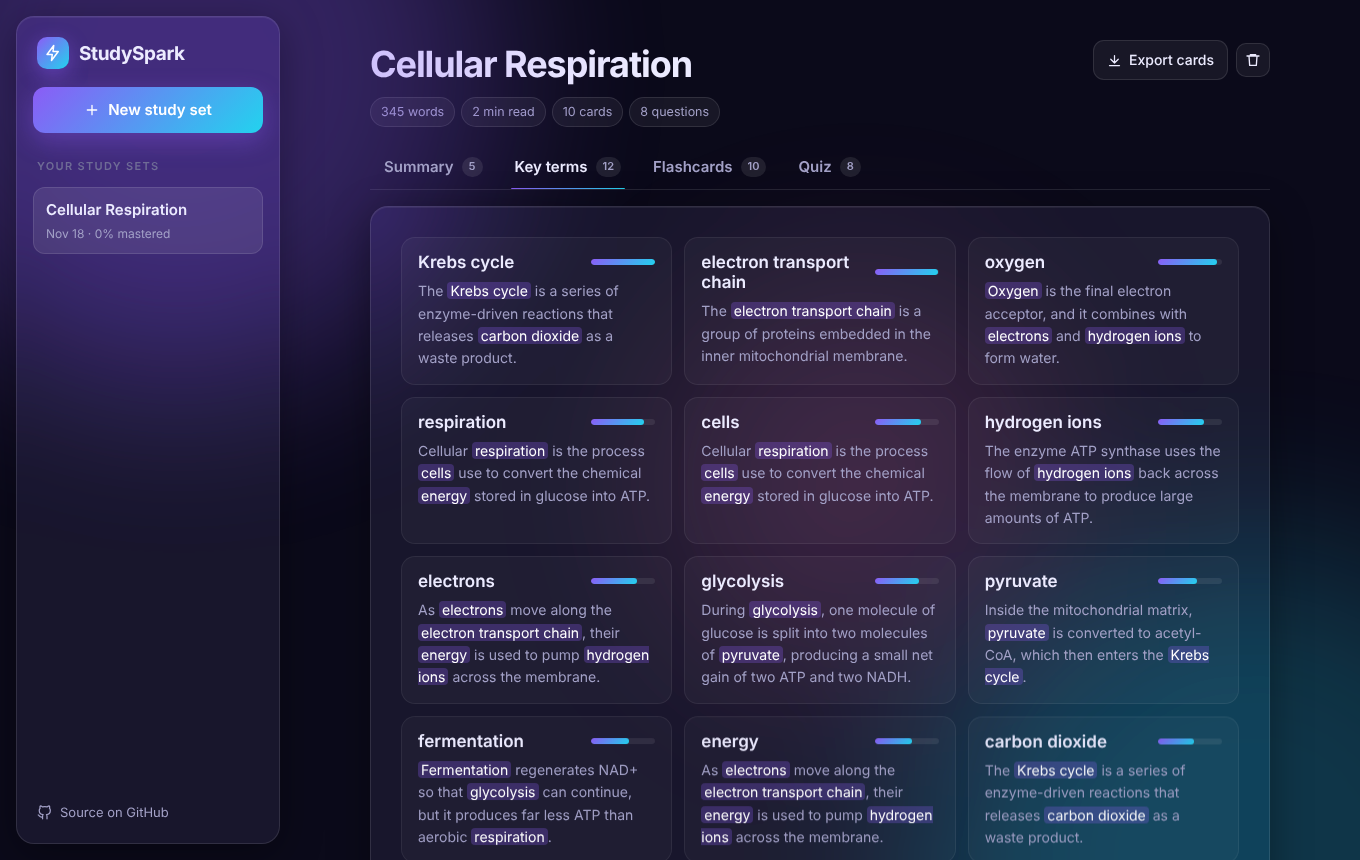 StudySpark
+ New study set
YOUR STUDY SETS
Cellular Respiration
Nov 18 · 0% mastered
Source on GitHub
Cellular Respiration
Export cards
345 words
2 min read
10 cards
8 questions
Summary 5
Key terms 12
Flashcards 10
Quiz 8
Krebs cycle
The Krebs cycle is a series of
enzyme-driven reactions that
releases carbon dioxide as a
waste product.
electron transport
chain
The electron transport chain is a
group of proteins embedded in the
inner mitochondrial membrane.
oxygen
Oxygen is the final electron
acceptor, and it combines with
electrons and hydrogen ions to
form water.
respiration
Cellular respiration is the process
cells use to convert the chemical
energy stored in glucose into ATP.
cells
Cellular respiration is the process
cells use to convert the chemical
energy stored in glucose into ATP.
hydrogen ions
The enzyme ATP synthase uses the
flow of hydrogen ions back across
the membrane to produce large
amounts of ATP.
electrons
As electrons move along the
electron transport chain, their
energy is used to pump hydrogen
ions across the membrane.
glycolysis
During glycolysis, one molecule of
glucose is split into two molecules
of pyruvate, producing a small net
gain of two ATP and two NADH.
pyruvate
Inside the mitochondrial matrix,
pyruvate is converted to acetyl-
CoA, which then enters the Krebs
cycle.
fermentation
Fermentation regenerates NAD+
so that glycolysis can continue,
but it produces far less ATP than
aerobic respiration.
energy
As electrons move along the
electron transport chain, their
energy is used to pump hydrogen
ions across the membrane.
carbon dioxide
The Krebs cycle is a series of
enzyme-driven reactions that
releases carbon dioxide as a
waste product.